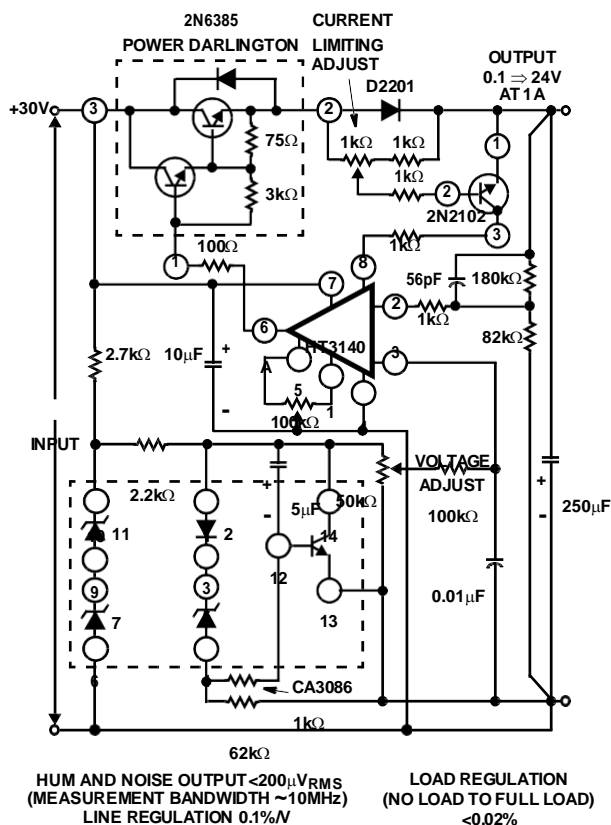 2N6385
POWER DARLINGTON
CURRENT
LIMITING
ADJUST
OUTPUT
0.1 ⇒ 24V
AT 1 A
D2201
+30V
3
2
1
75Ω
1kΩ
1kΩ
1kΩ
3kΩ
2
2N2102
3
100Ω
1
1kΩ
8
7
56pF
180kΩ
2
6
1kΩ
HT3140
82kΩ
2.7kΩ
10μF
+
3
A
5
1
4
100kΩ
-
INPUT
VOLTAGE
ADJUST
2.2kΩ
50kΩ
100kΩ
+
250μF
-
+
5μF
-
11
2
14
12
9
3
13
0.01μF
7
6
CA3086
1kΩ
62kΩ
HUM AND NOISE OUTPUT <200μVRMS
(MEASUREMENT BANDWIDTH ~10MHz)
LINE REGULATION 0.1%/V
LOAD REGULATION
(NO LOAD TO FULL LOAD)
<0.02%